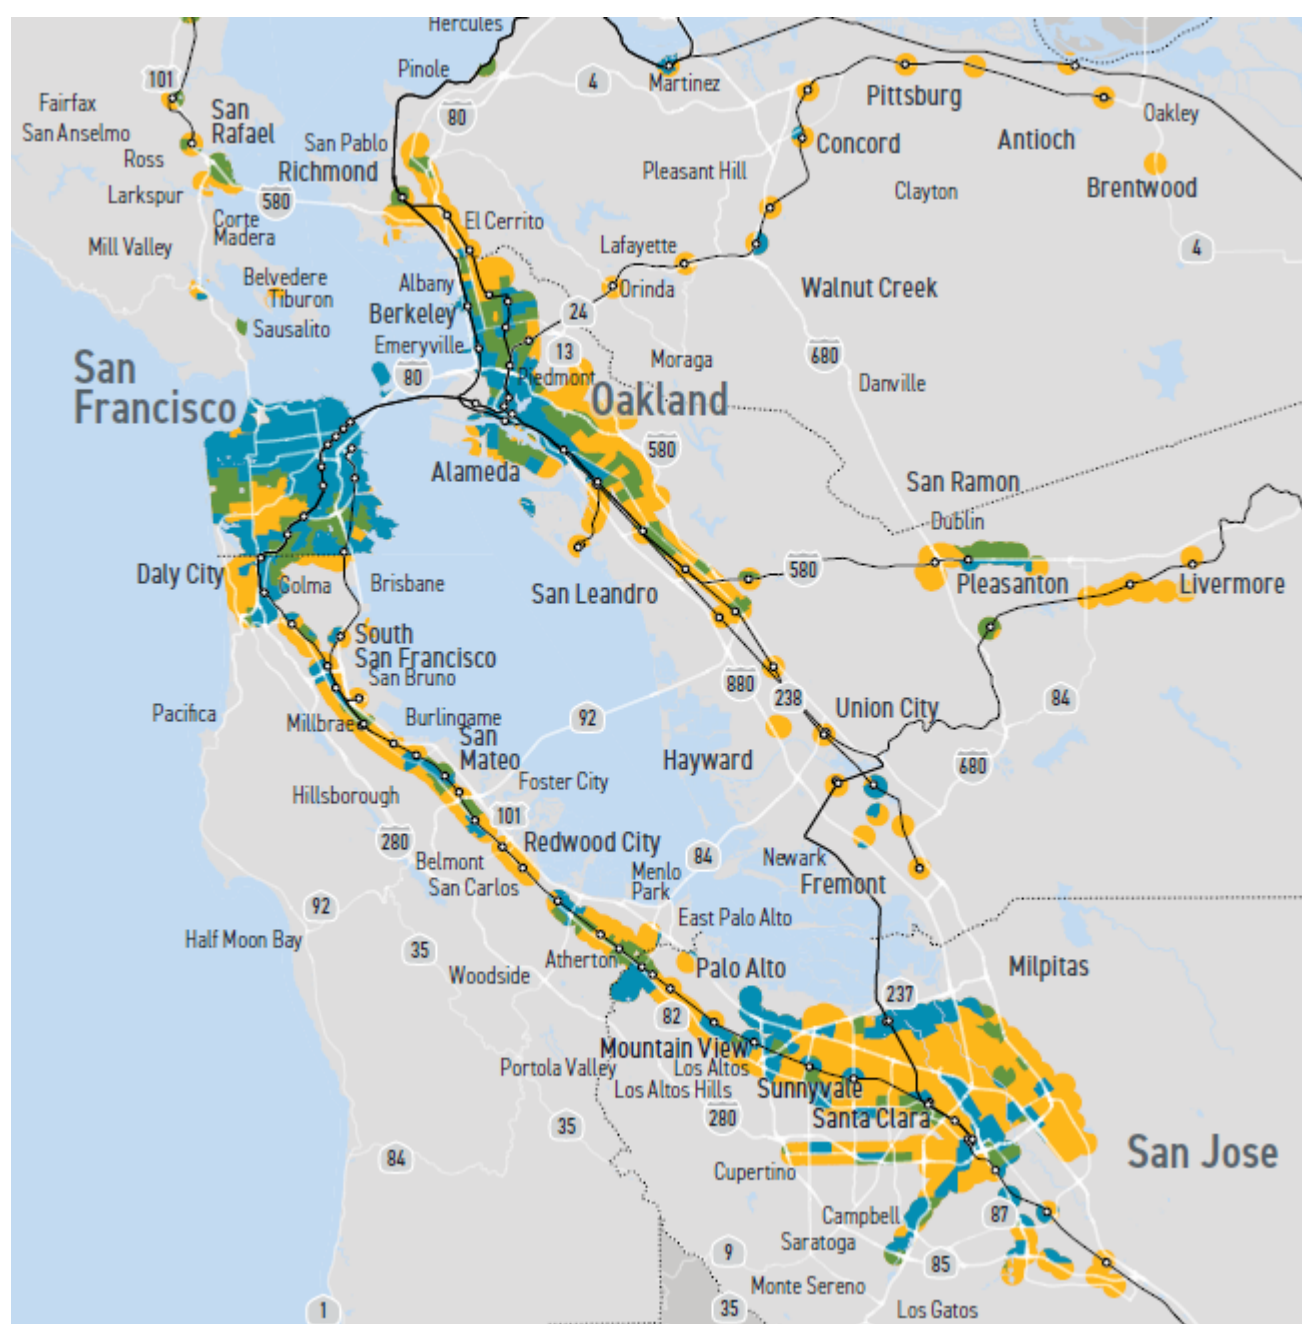 Hercules
Pinole
101
4
Martinez
Pittsburg
Fairfax
San
Rafael
80
Oakley
San Anselmo
San Pablo
Concord
Antioch
Ross
Richmond
Pleasant Hill
Larkspur
580
Clayton
Brentwood
Corte
Madera
El Cerrito
Mill Valley
Lafayette
4
Belvedere
Tiburon
Albany
Orinda
Walnut Creek
Berkeley
24
Sausalito
Emeryville
13
Moraga
680
San
Francisco
80
Piedmont
Danville
Oakland
580
Alameda
San Ramon
Dublin
Daly City
Colma
Brisbane
San Leandro
580
Pleasanton
Livermore
South
San Francisco
San Bruno
880
238
84
Pacifica
Millbrae
Burlingame
92
Union City
San
Mateo
Hayward
680
Hillsborough
Foster City
280
101
Redwood City
Belmont
84
Newark
San Carlos
Menlo
Park
Fremont
92
East Palo Alto
Half Moon Bay
35
Atherton
Palo Alto
Milpitas
Woodside
237
82
Mountain View
Portola Valley
Los Altos
Los Altos Hills
Sunnyvale
280
Santa Clara
35
84
Cupertino
San Jose
Campbell
87
Saratoga
9
85
Monte Sereno
1
35
Los Gatos